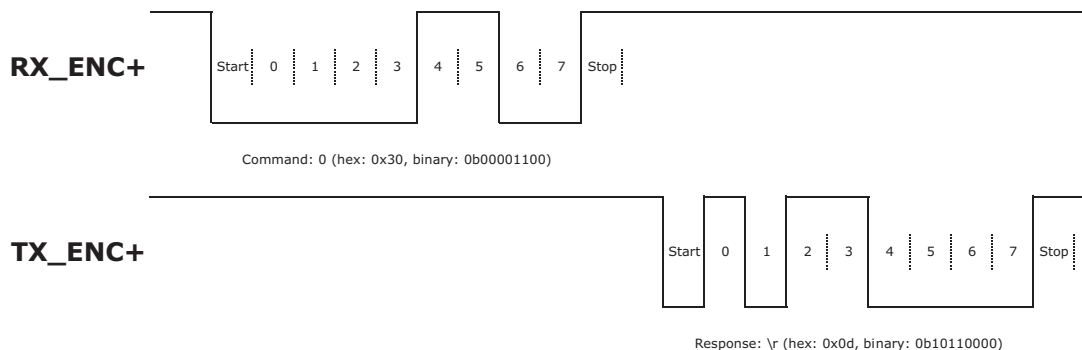 RX_ENC+
Start 0 1 2 3 4 5 6 7 Stop
Command: 0 (hex: 0x30, binary: 0b00001100)
TX_ENC+
Start 0 1 2 3 4 5 6 7 Stop
Response: \r (hex: 0x0d, binary: 0b10110000)